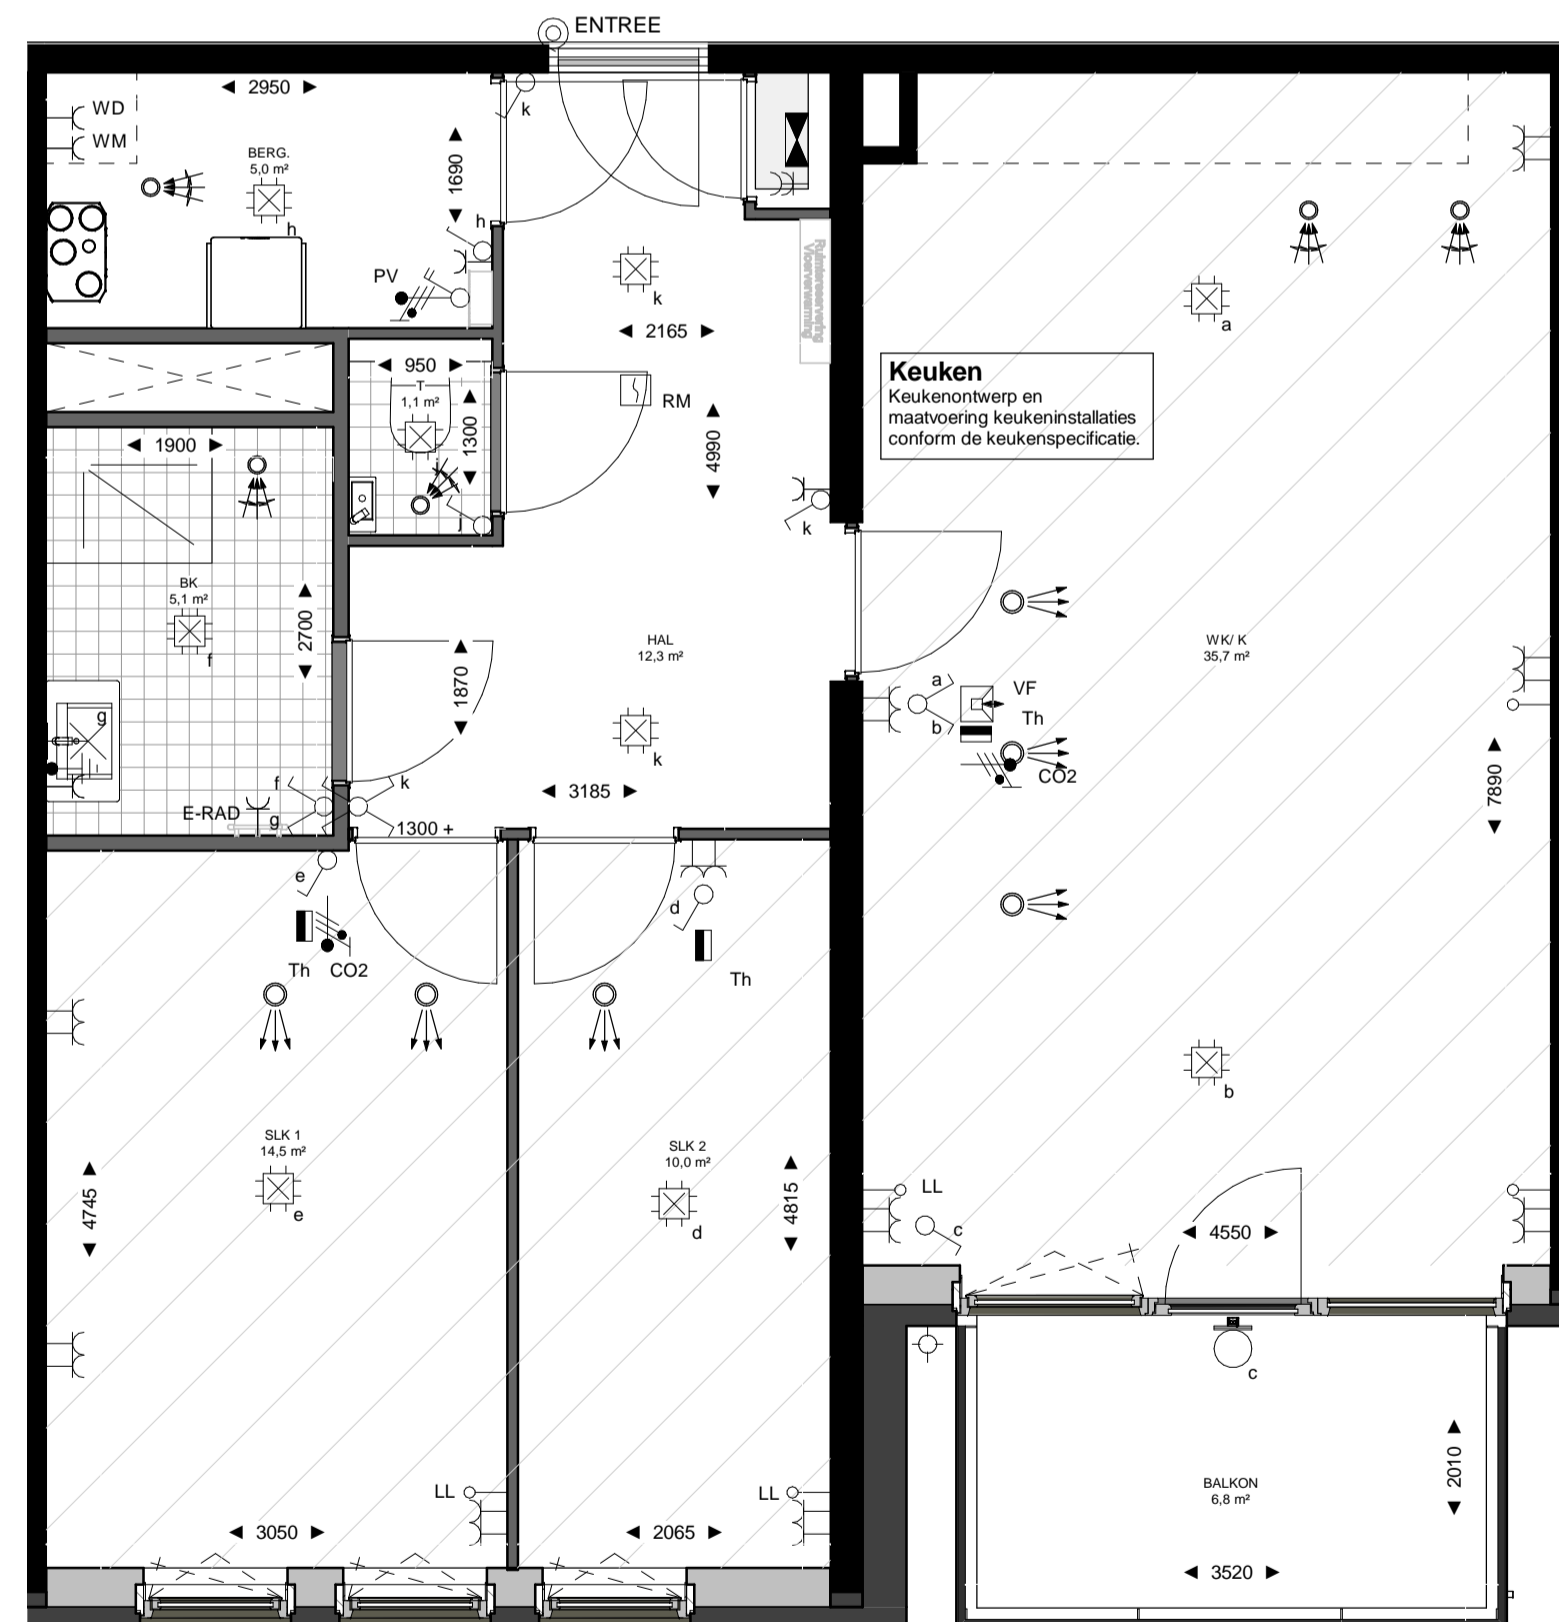 ENTREE
2950
WD
WM
BERG.
5,0 m²
h
1690
h
k
PV
k
2165
Ruimtereservering
Vloerverwarming
a
950
T
1,1 m²
1300
j
j
RM
4990
k
Keuken
Keukenontwerp en
maatvoering keukeninstallaties
conform de keukenspecificatie.
1900
BK
5,1 m²
f
2700
g
HAL
12,3 m²
1870
k
3185
WK/ K
35,7 m²
a
b
VF
Th
CO2
7890
f
g
k
E-RAD
1300 +
e
Th
CO2
d
Th
SLK 1
14,5 m²
e
4745
SLK 2
10,0 m²
d
4815
b
LL
c
4550
c
LL
3050
LL
2065
BALKON
6,8 m²
2010
3520